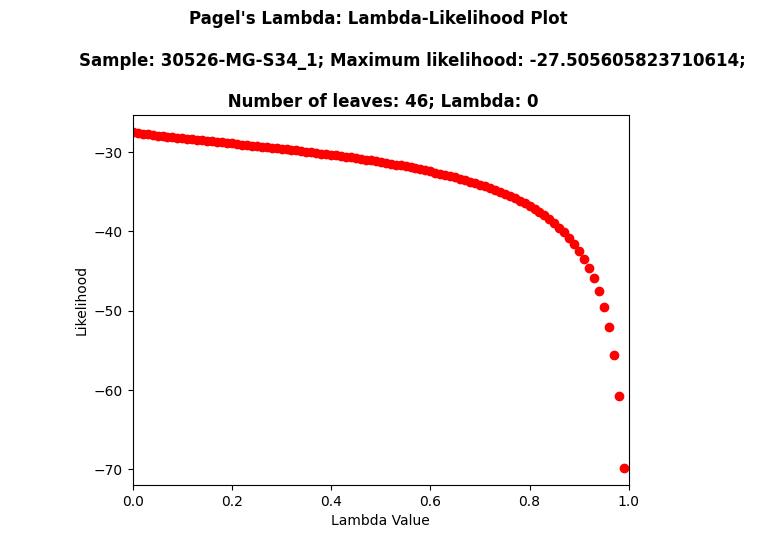 Pagel's Lambda: Lambda-Likelihood Plot
Sample: 30526-MG-S34_1; Maximum likelihood: -27.505605823710614;
Number of leaves: 46; Lambda: 0
Likelihood
−30
−40
−50
−60
−70
0.0 0.2 0.4 0.6 0.8 1.0
Lambda Value